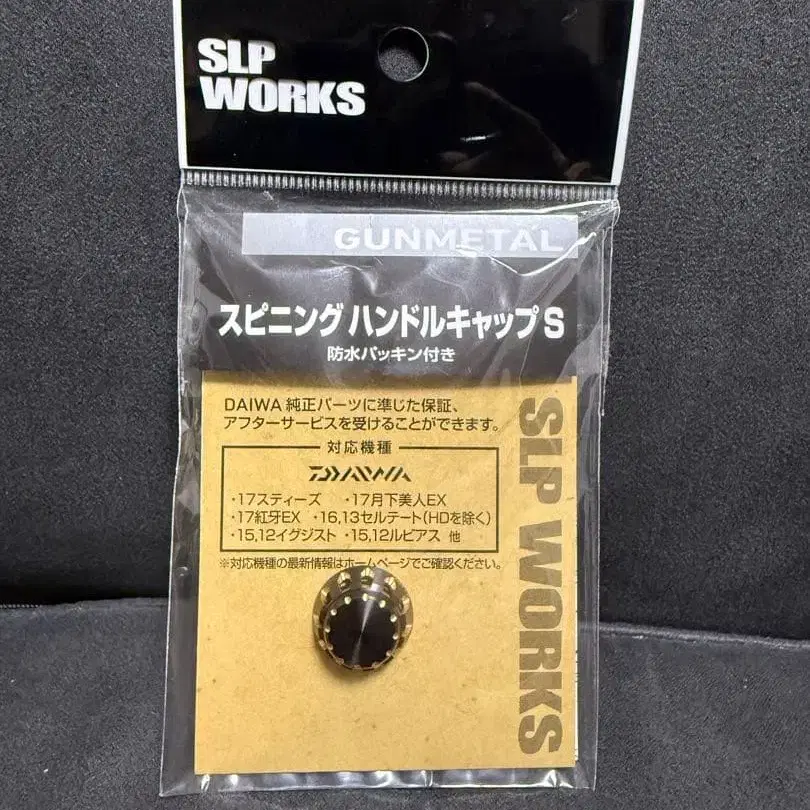 SLP
WORKS
GUNMETAL
スピニング ハンドルキャップ S
防水パッキン付き
DAIWA 純正パーツに準じた保証、
アフターサービスを受けることができます。
対応機種
DAIWA
・17スティーズ ・17月下美人EX
・17紅牙EX ・16,13セルテート(HDを除く)
・15,12イグジスト ・15,12ルビアス 他
※対応機種の最新情報はホームページでご確認ください。
SLP WORKS